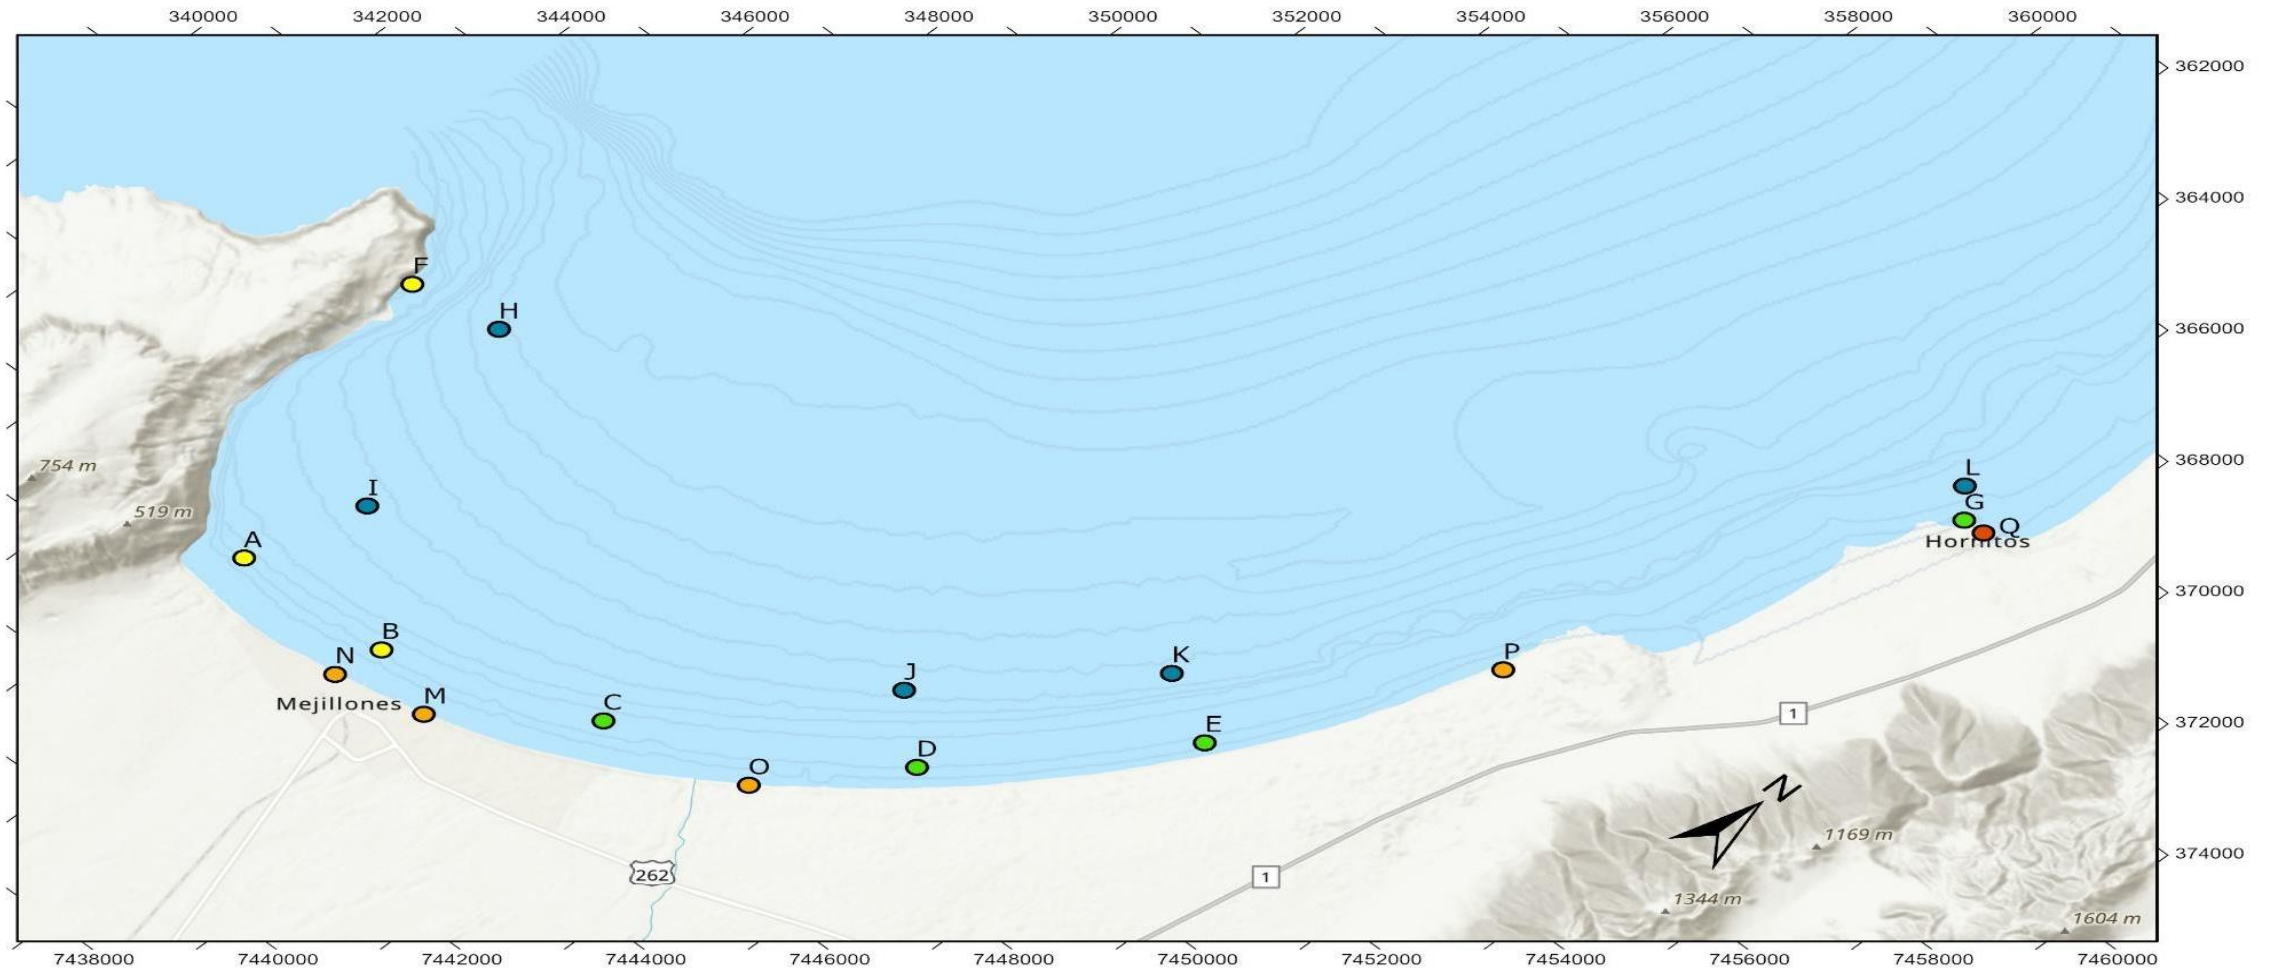 340000 342000 344000 346000 348000 350000 352000 354000 356000 358000 360000
362000
364000
F
H
366000
754 m
L
368000
I
G
519 m
Q
A
Hornitos
370000
B
N
K
P
J
M
C
Mejillones
1
372000
E
D
O
N
1169 m
374000
262
1
1344 m
1604 m
7438000 7440000 7442000 7444000 7446000 7448000 7450000 7452000 7454000 7456000 7458000 7460000